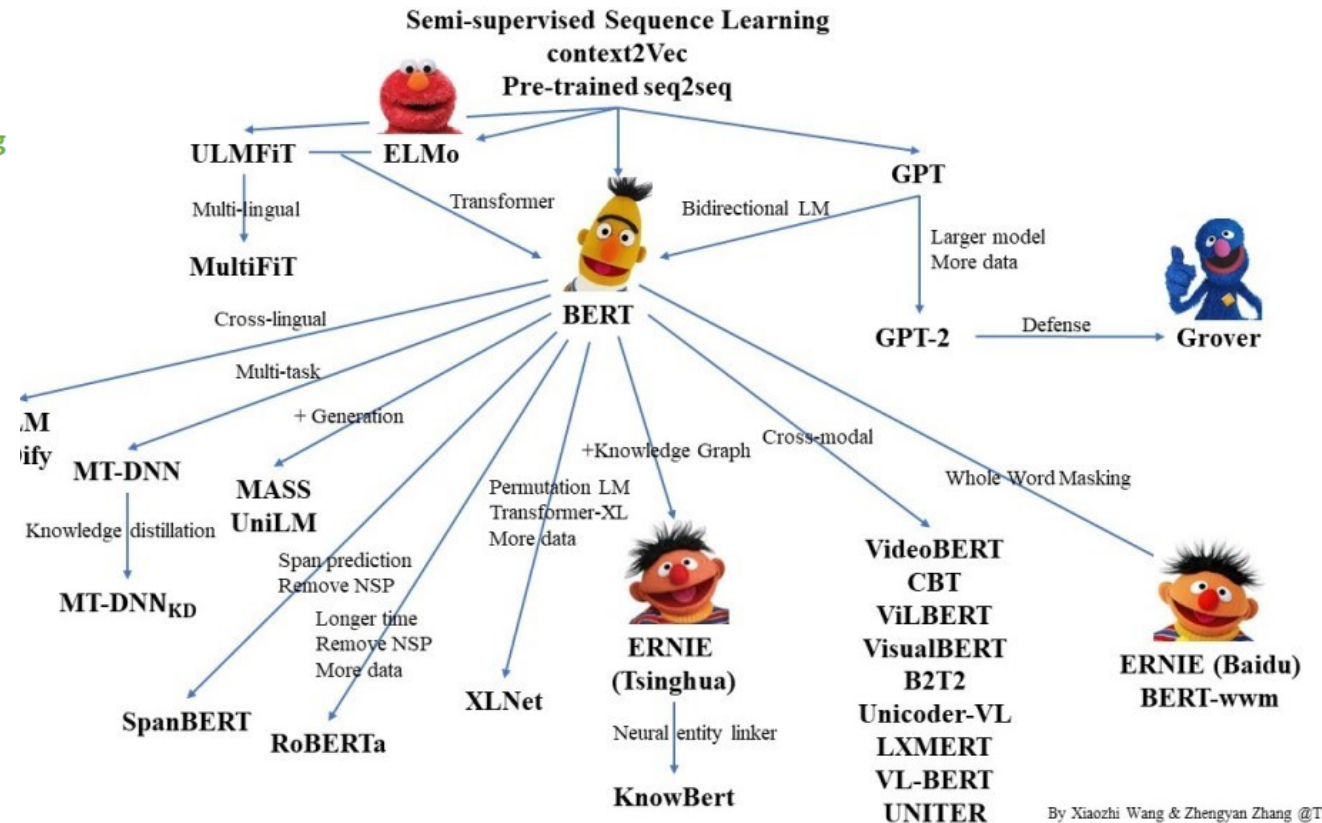 Semi-supervised Sequence Learning
context2Vec
Pre-trained seq2seq
g
ULMFiT
ELMo
GPT
Multi-lingual
Transformer
Bidirectional LM
Larger model
More data
MultiFiT
BERT
GPT-2
Defense
Grover
Cross-lingual
Multi-task
+ Generation
+Knowledge Graph
Cross-modal
Whole Word Masking
LM
ify
MT-DNN
MASS
UniLM
Permutation LM
Transformer-XL
More data
Knowledge distillation
Span prediction
Remove NSP
MT-DNNKD
Longer time
Remove NSP
More data
SpanBERT
RoBERTa
XLNet
ERNIE
(Tsinghua)
Neural entity linker
KnowBert
VideoBERT
CBT
ViLBERT
VisualBERT
B2T2
Unicoder-VL
LXMERT
VL-BERT
UNITER
ERNIE (Baidu)
BERT-wwm
By Xiaozhi Wang & Zhengyan Zhang @T